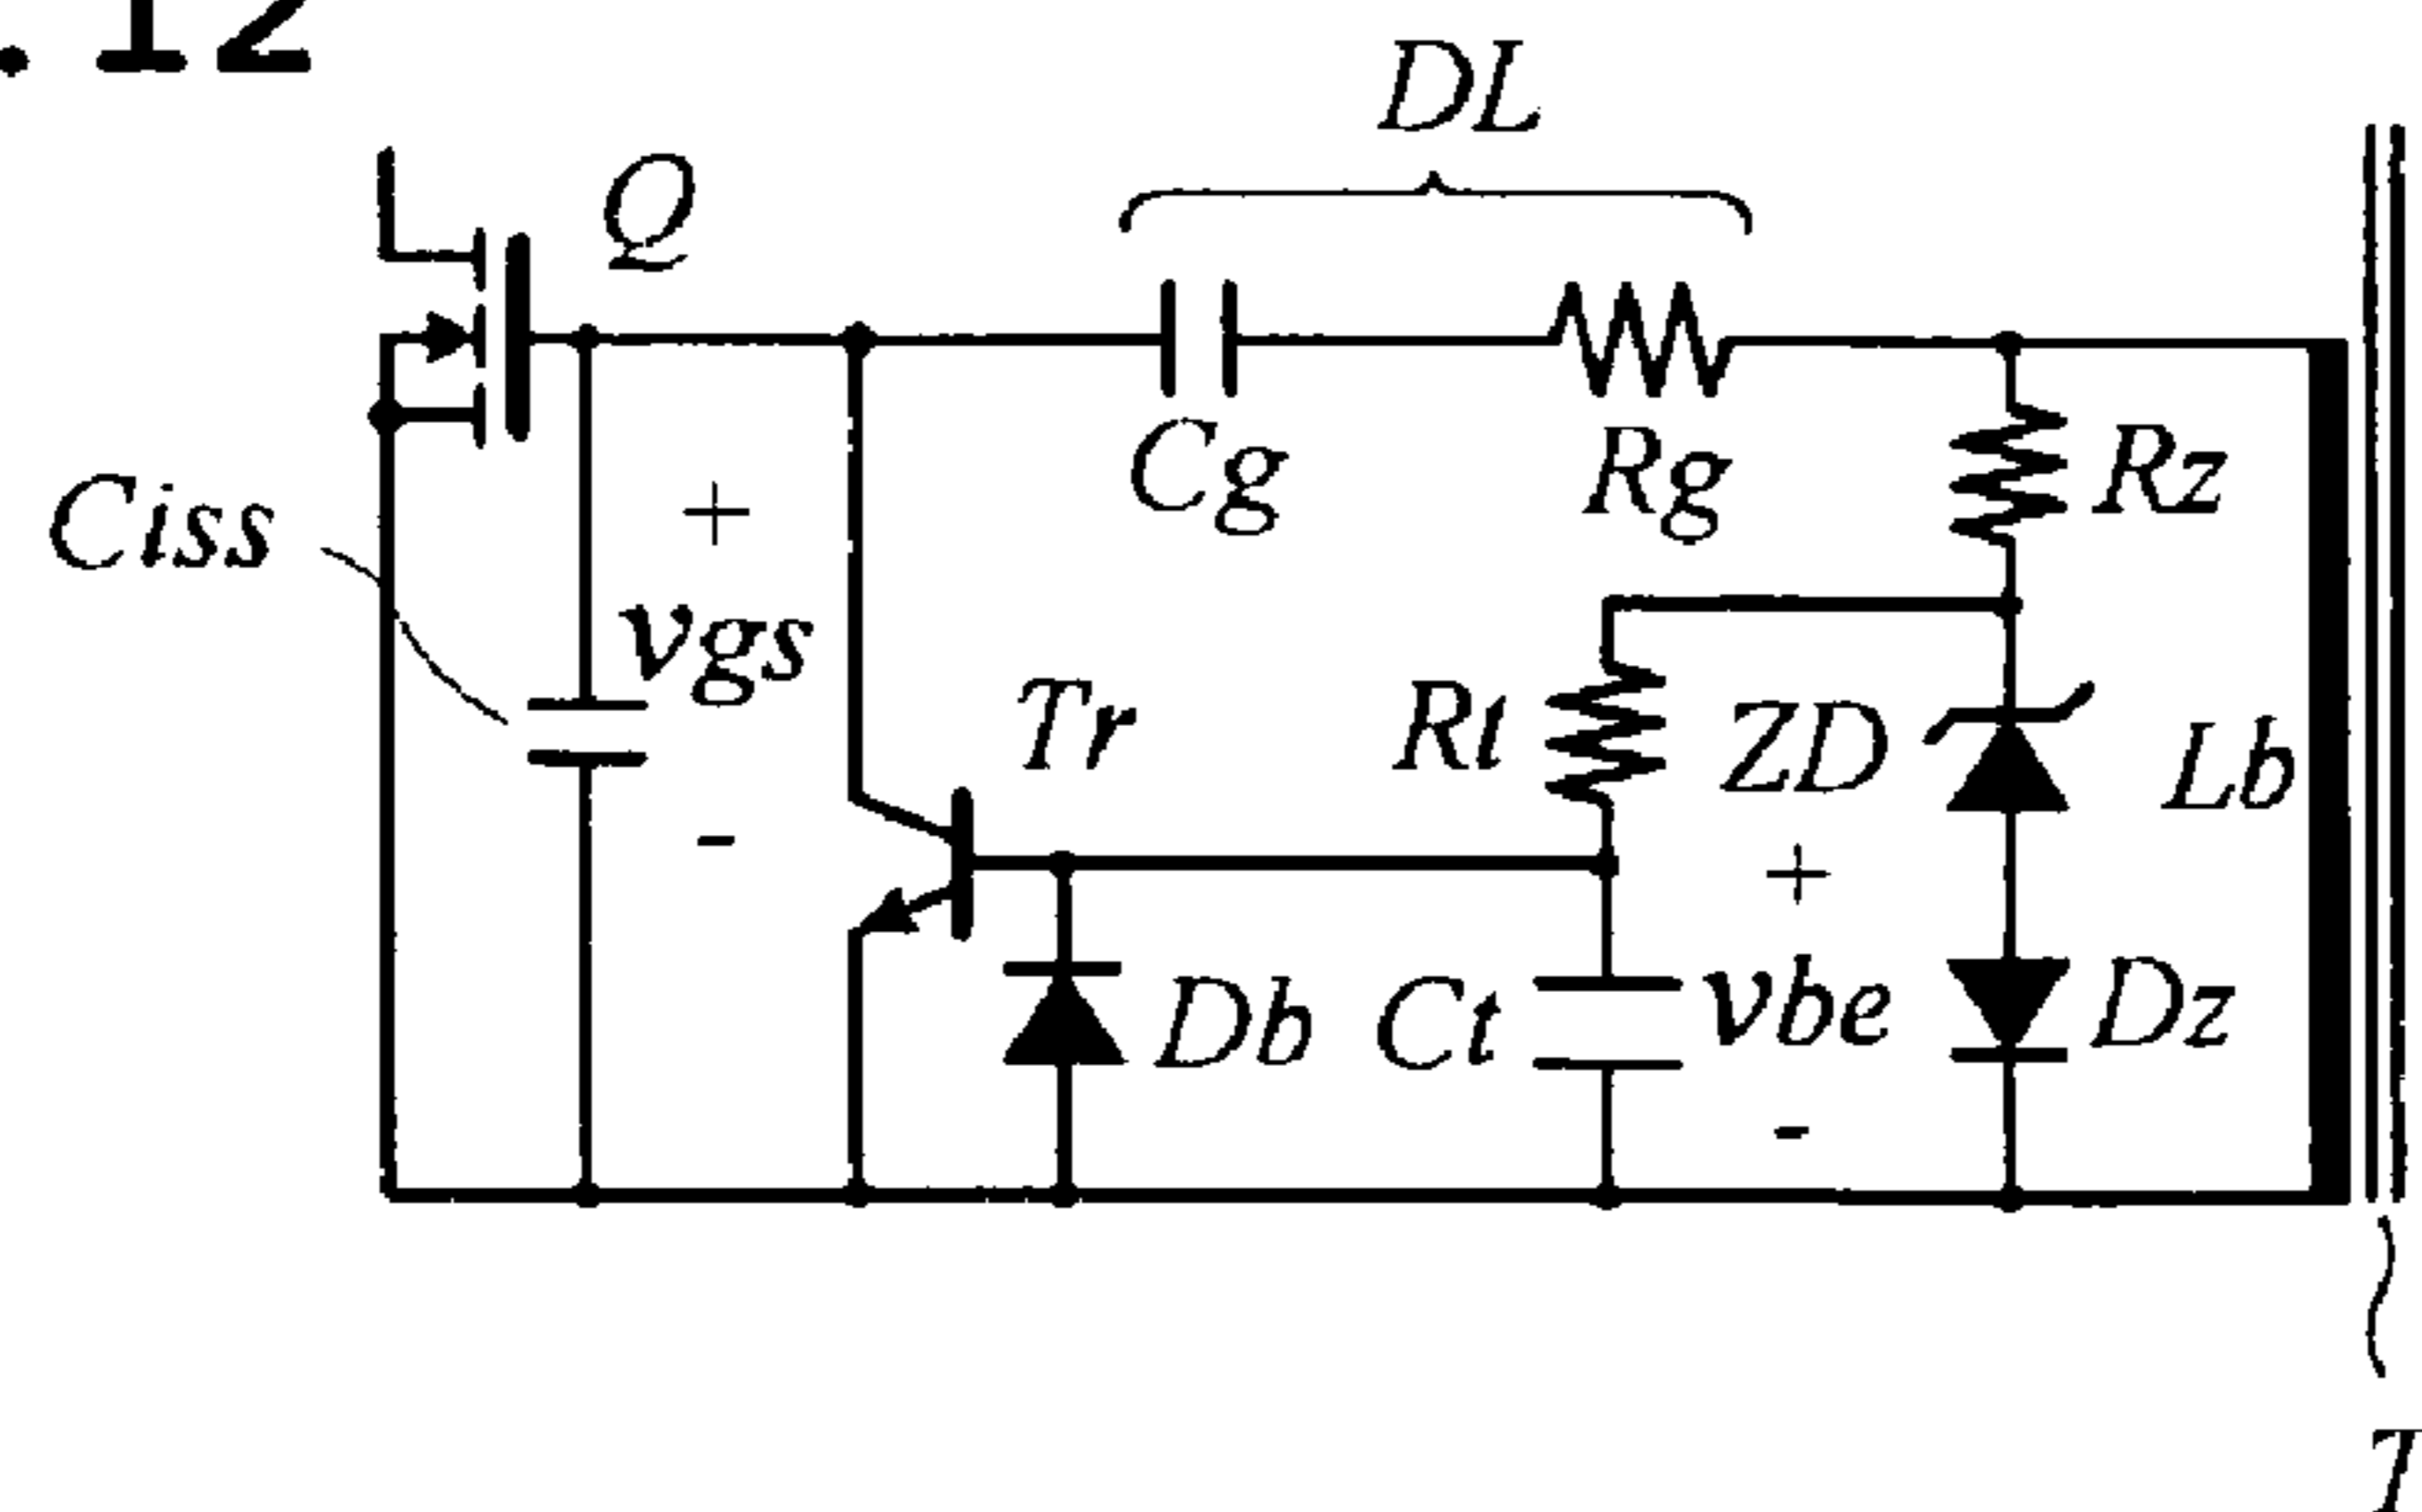 .12
DL
Q
Cg
Rg
Rz
Ciss
+
vgs
-
Tr
Rt
ZD
Lb
+
Db
Ct
vbe
Dz
-
T